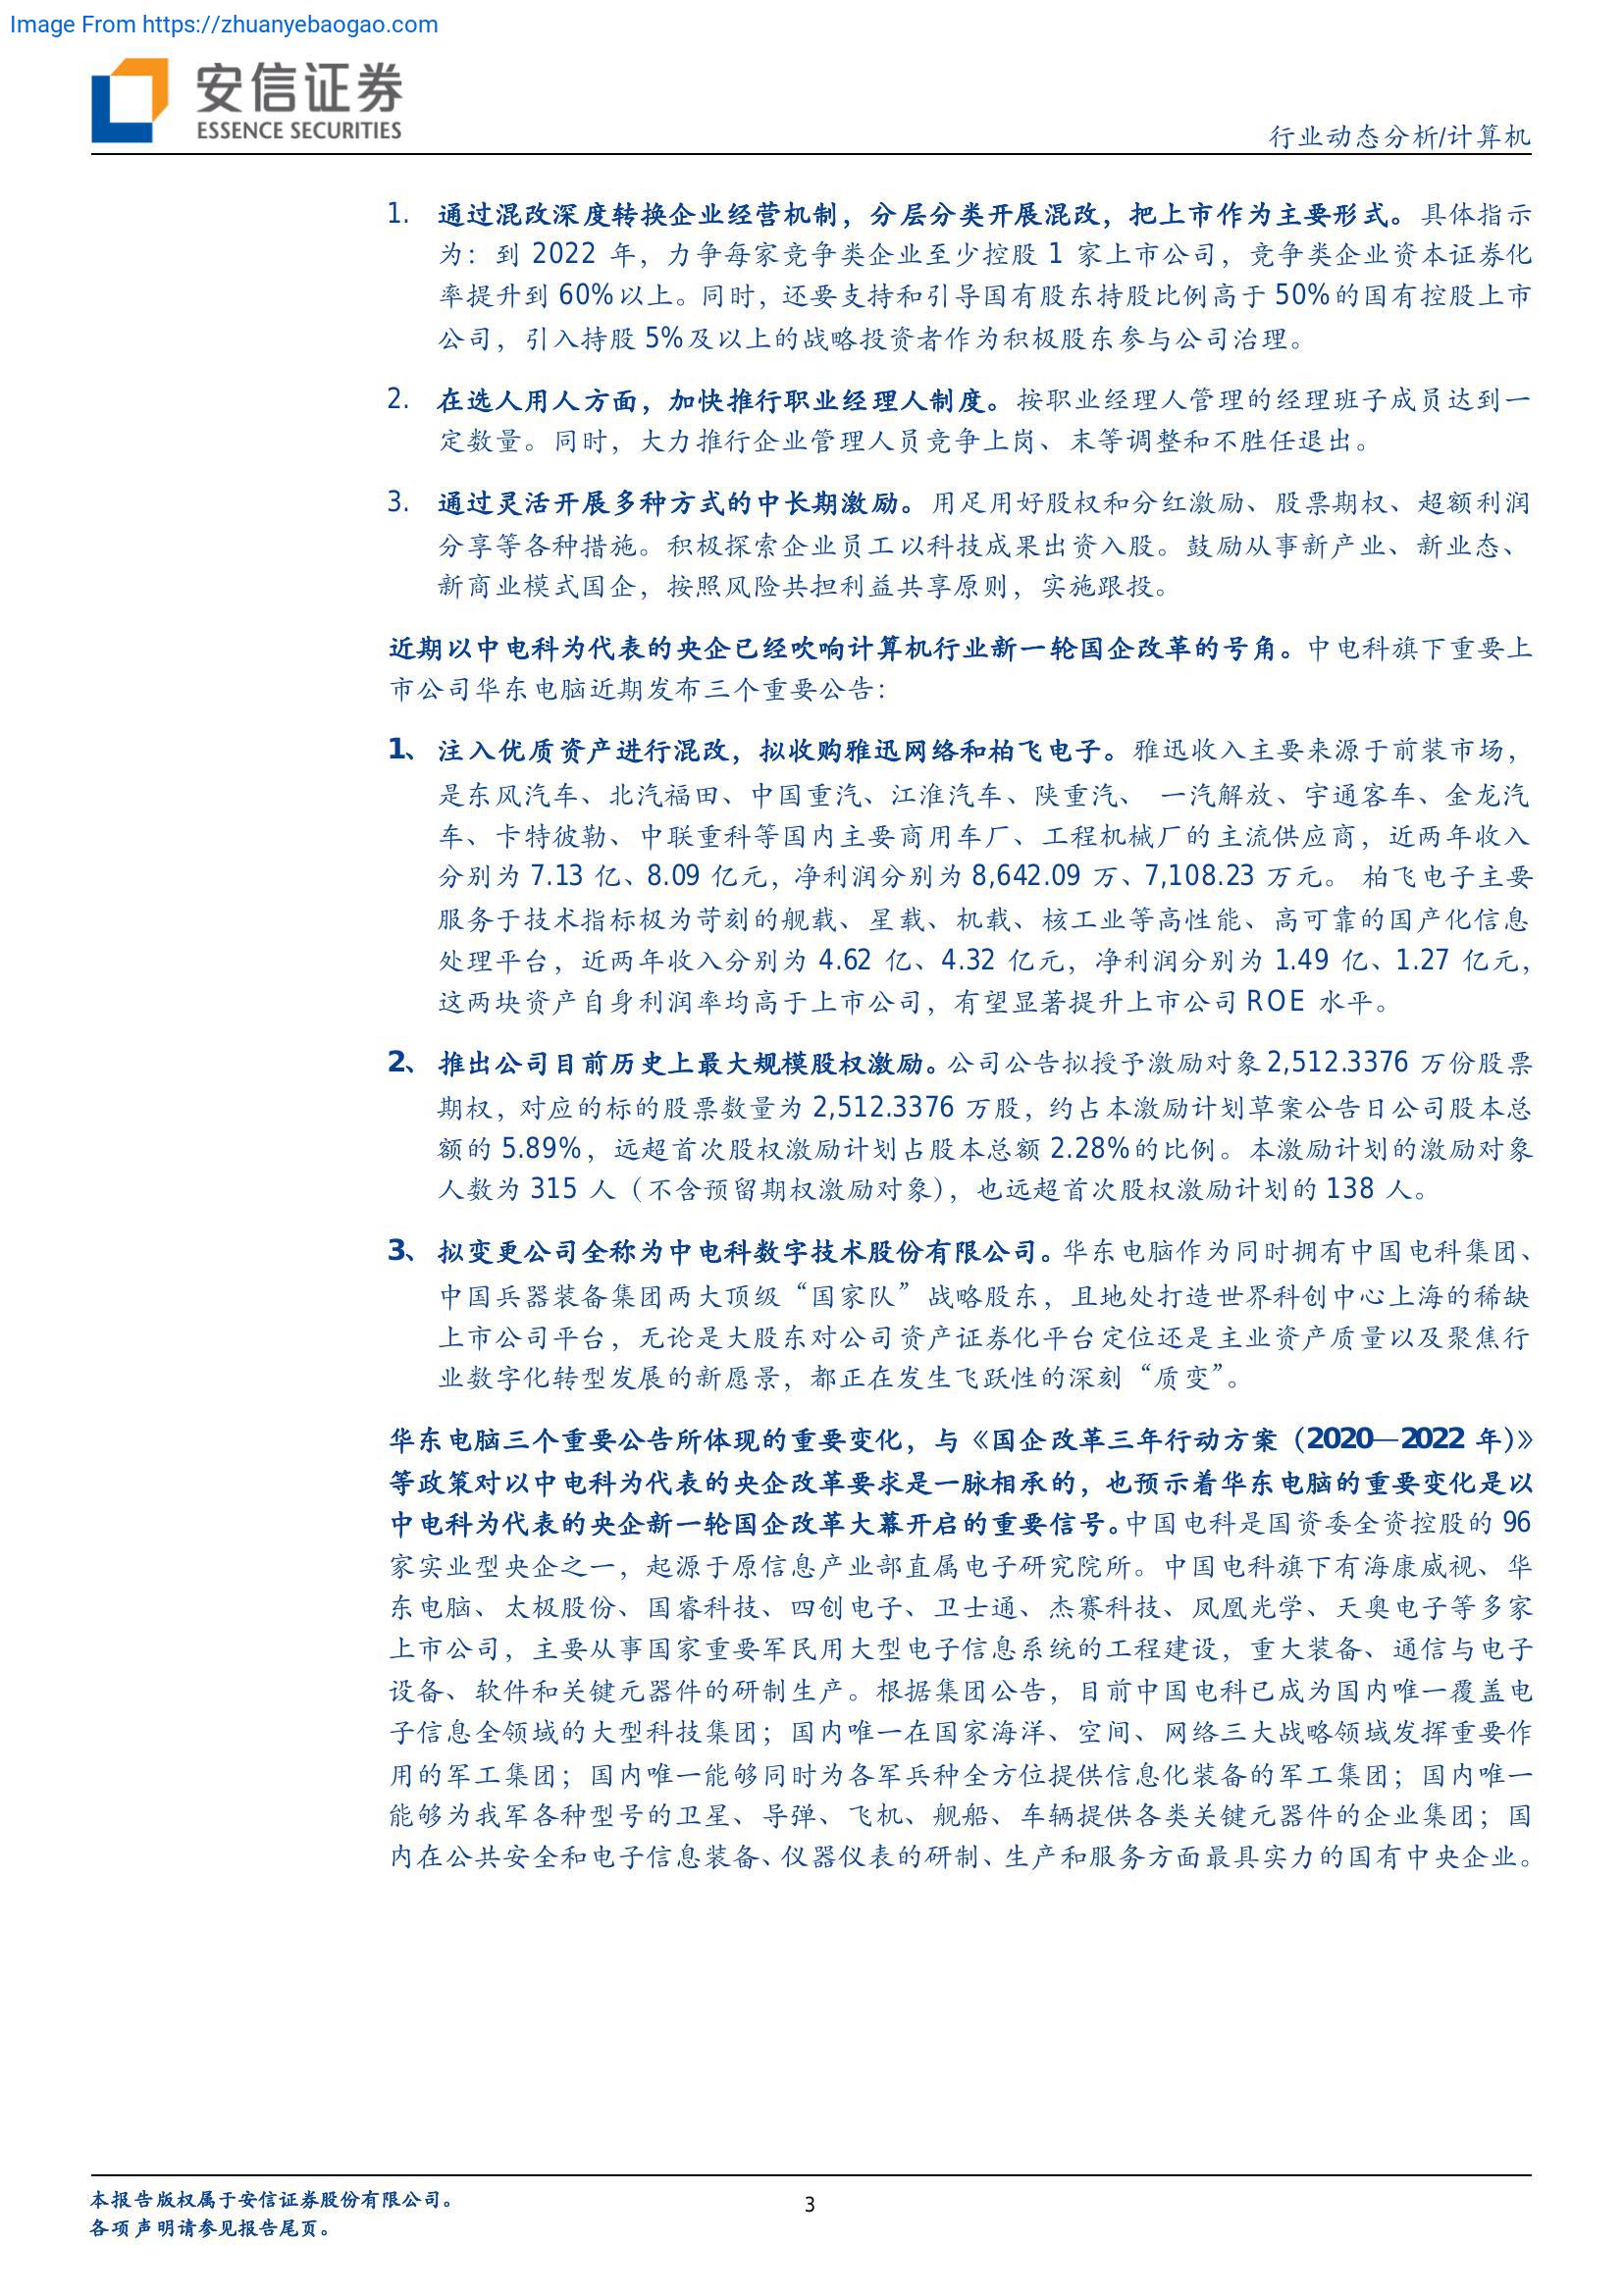 Image From https://zhuanyebaogao.com
安信证券
ESSENCE SECURITIES
行业动态分析/计算机
1. 通过混改深度转换企业经营机制，分层分类开展混改，把上市作为主要形式。具体指示
为：到 2022 年，力争每家竞争类企业至少控股 1 家上市公司，竞争类企业资本证券化
率提升到 60%以上。同时，还要支持和引导国有股东持股比例高于 50%的国有控股上市
公司，引入持股 5%及以上的战略投资者作为积极股东参与公司治理。
2. 在选人用人方面，加快推行职业经理人制度。按职业经理人管理的经理班子成员达到一
定数量。同时，大力推行企业管理人员竞争上岗、末等调整和不胜任退出。
3. 通过灵活开展多种方式的中长期激励。用足用好股权和分红激励、股票期权、超额利润
分享等各种措施。积极探索企业员工以科技成果出资入股。鼓励从事新产业、新业态、
新商业模式国企，按照风险共担利益共享原则，实施跟投。
近期以中电科为代表的央企已经吹响计算机行业新一轮国企改革的号角。中电科旗下重要上
市公司华东电脑近期发布三个重要公告：
1、注入优质资产进行混改，拟收购雅迅网络和柏飞电子。雅迅收入主要来源于前装市场，
是东风汽车、北汽福田、中国重汽、江淮汽车、陕重汽、 一汽解放、宇通客车、金龙汽
车、卡特彼勒、中联重科等国内主要商用车厂、工程机械厂的主流供应商，近两年收入
分别为 7.13 亿、8.09 亿元，净利润分别为 8,642.09 万、7,108.23 万元。 柏飞电子主要
服务于技术指标极为苛刻的舰载、星载、机载、核工业等高性能、高可靠的国产化信息
处理平台，近两年收入分别为 4.62 亿、4.32 亿元，净利润分别为 1.49 亿、1.27 亿元，
这两块资产自身利润率均高于上市公司，有望显著提升上市公司 ROE 水平。
2、推出公司目前历史上最大规模股权激励。公司公告拟授予激励对象 2,512.3376 万份股票
期权，对应的标的股票数量为 2,512.3376 万股，约占本激励计划草案公告日公司股本总
额的 5.89%，远超首次股权激励计划占股本总额 2.28%的比例。本激励计划的激励对象
人数为 315 人（不含预留期权激励对象），也远超首次股权激励计划的 138 人。
3、拟变更公司全称为中电科数字技术股份有限公司。华东电脑作为同时拥有中国电科集团、
中国兵器装备集团两大顶级“国家队”战略股东，且地处打造世界科创中心上海的稀缺
上市公司平台，无论是大股东对公司资产证券化平台定位还是主业资产质量以及聚焦行
业数字化转型发展的新愿景，都正在发生飞跃性的深刻“质变”。
华东电脑三个重要公告所体现的重要变化，与《国企改革三年行动方案（2020—2022 年）》
等政策对以中电科为代表的央企改革要求是一脉相承的，也预示着华东电脑的重要变化是以
中电科为代表的央企新一轮国企改革大幕开启的重要信号。中国电科是国资委全资控股的 96
家实业型央企之一，起源于原信息产业部直属电子研究院所。中国电科旗下有海康威视、华
东电脑、太极股份、国睿科技、四创电子、卫士通、杰赛科技、凤凰光学、天奥电子等多家
上市公司，主要从事国家重要军民用大型电子信息系统的工程建设，重大装备、通信与电子
设备、软件和关键元器件的研制生产。根据集团公告，目前中国电科已成为国内唯一覆盖电
子信息全领域的大型科技集团；国内唯一在国家海洋、空间、网络三大战略领域发挥重要作
用的军工集团；国内唯一能够同时为各军兵种全方位提供信息化装备的军工集团；国内唯一
能够为我军各种型号的卫星、导弹、飞机、舰船、车辆提供各类关键元器件的企业集团；国
内在公共安全和电子信息装备、仪器仪表的研制、生产和服务方面最具实力的国有中央企业。
本报告版权属于安信证券股份有限公司。
各项声明请参见报告尾页。
3